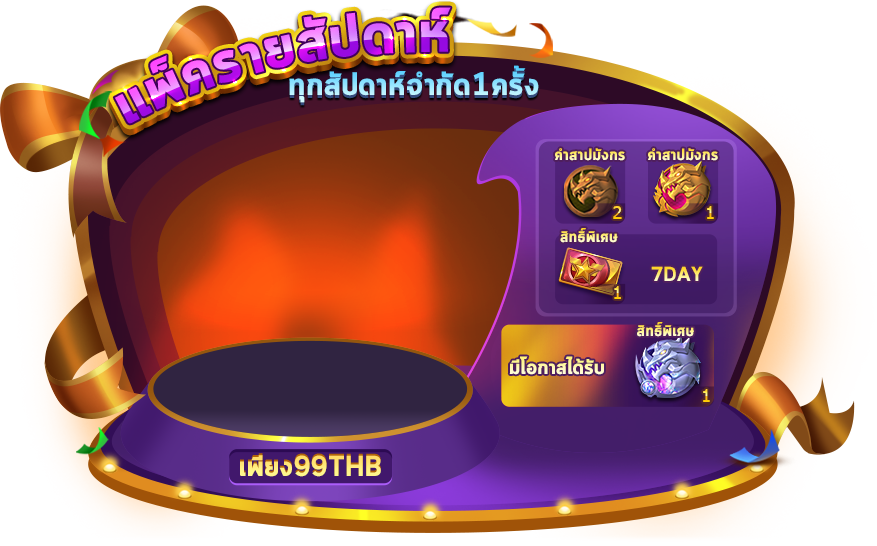 แพ็ครายสัปดาห์
ทุกสัปดาห์จำกัด1ครั้ง
คำสาปมังกร คำสาปมังกร
2 1
สิทธิ์พิเศษ
1 7DAY
สิทธิ์พิเศษ
มีโอกาสได้รับ
1
เพียง99THB